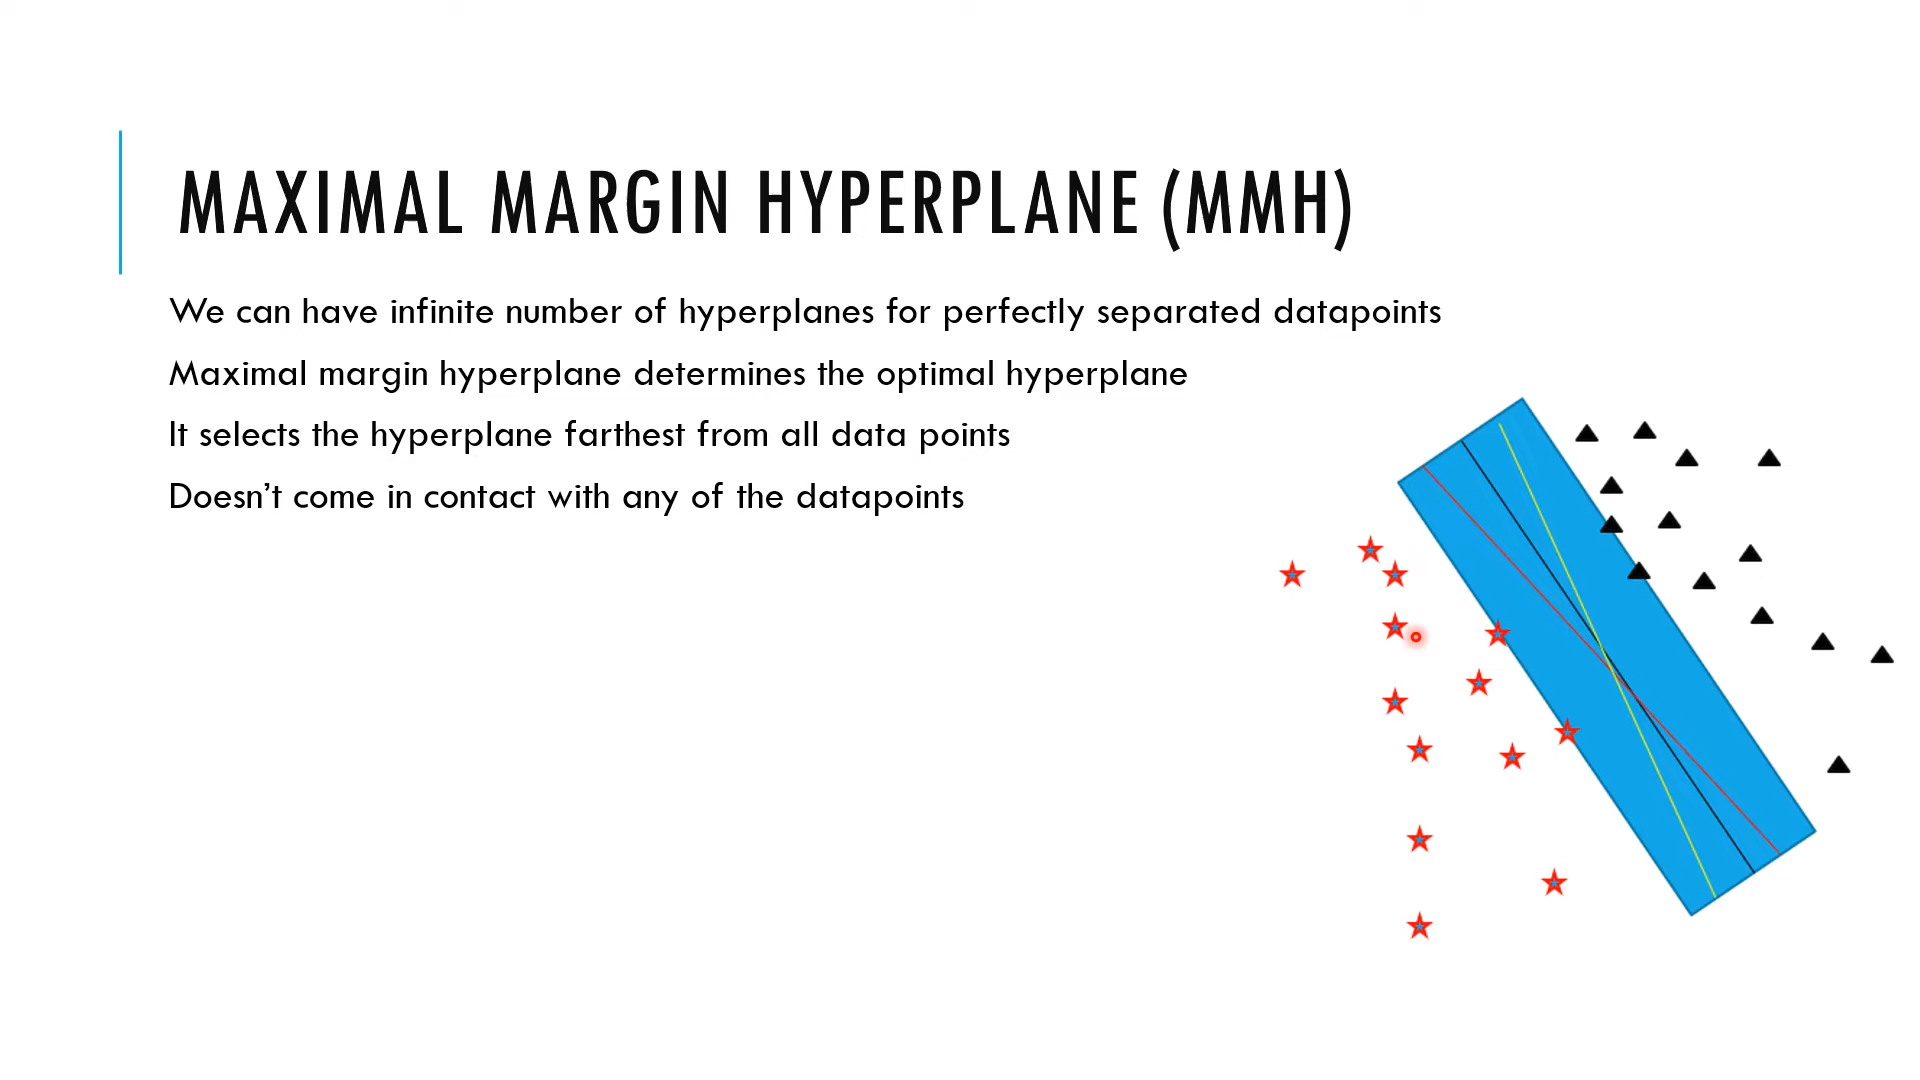 MAXIMAL MARGIN HYPERPLANE (MMH)
We can have infinite number of hyperplanes for perfectly separated datapoints
Maximal margin hyperplane determines the optimal hyperplane
It selects the hyperplane farthest from all data points
Doesn’t come in contact with any of the datapoints